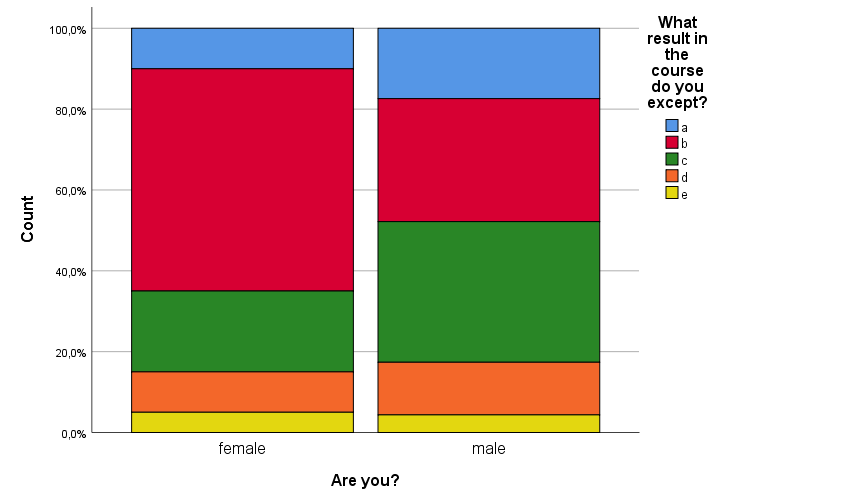 100,0%
80,0%
60,0%
40,0%
20,0%
0,0%
Count
female
male
Are you?
What
result in
the
course
do you
except?
a
b
c
d
e